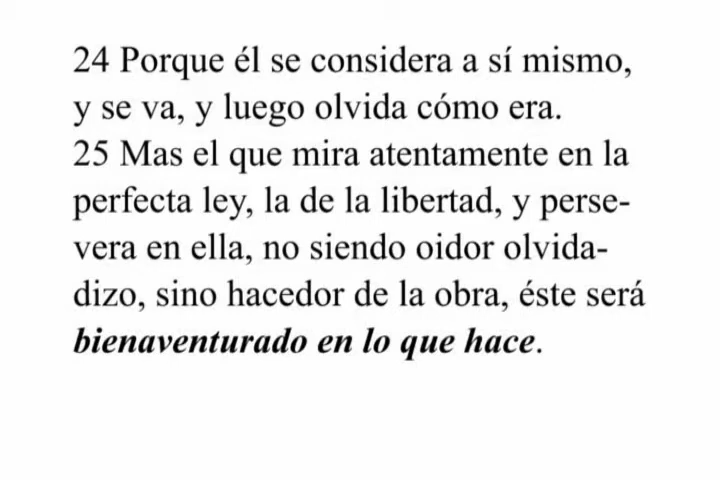 24 Porque él se considera a sí mismo,
y se va, y luego olvida cómo era.
25 Mas el que mira atentamente en la
perfecta ley, la de la libertad, y perse-
vera en ella, no siendo oidor olvida-
dizo, sino hacedor de la obra, éste será
bienaventurado en lo que hace.